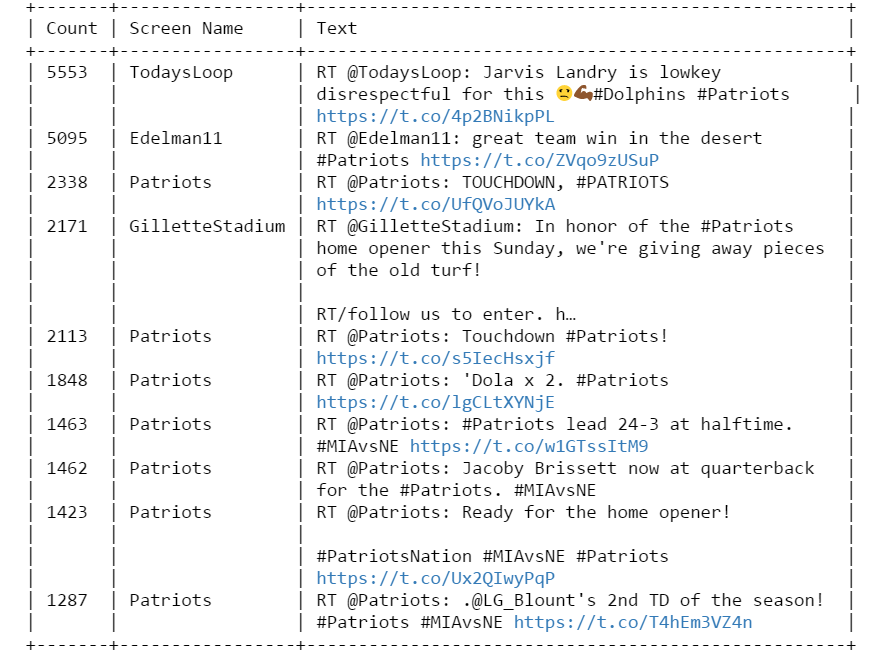 +-------+-----------------+-----------------------------------------------------+
| Count | Screen Name | Text |
+-------+-----------------+-----------------------------------------------------+
| 5553 | TodaysLoop | RT @TodaysLoop: Jarvis Landry is lowkey |
| | | disrespectful for this 🙁💪🏾#Dolphins #Patriots |
| | | https://t.co/4p2BNikpPL |
| 5095 | Edelman11 | RT @Edelman11: great team win in the desert |
| | | #Patriots https://t.co/ZVqo9zUSuP |
| 2338 | Patriots | RT @Patriots: TOUCHDOWN, #PATRIOTS |
| | | https://t.co/UfQVoJUYkA |
| 2171 | GilletteStadium | RT @GilletteStadium: In honor of the #Patriots |
| | | home opener this Sunday, we're giving away pieces |
| | | of the old turf! |
| | | |
| | | RT/follow us to enter. h… |
| 2113 | Patriots | RT @Patriots: Touchdown #Patriots! |
| | | https://t.co/s5IecHsxjf |
| 1848 | Patriots | RT @Patriots: 'Dola x 2. #Patriots |
| | | https://t.co/lgCLtXYNjE |
| 1463 | Patriots | RT @Patriots: #Patriots lead 24-3 at halftime. |
| | | #MIAvsNE https://t.co/w1GTssItM9 |
| 1462 | Patriots | RT @Patriots: Jacoby Brissett now at quarterback |
| | | for the #Patriots. #MIAvsNE |
| 1423 | Patriots | RT @Patriots: Ready for the home opener! |
| | | |
| | | #PatriotsNation #MIAvsNE #Patriots |
| | | https://t.co/Ux2QIwyPqP |
| 1287 | Patriots | RT @Patriots: .@LG_Blount's 2nd TD of the season! |
| | | #Patriots #MIAvsNE https://t.co/T4hEm3VZ4n |
+-------+-----------------+-----------------------------------------------------+